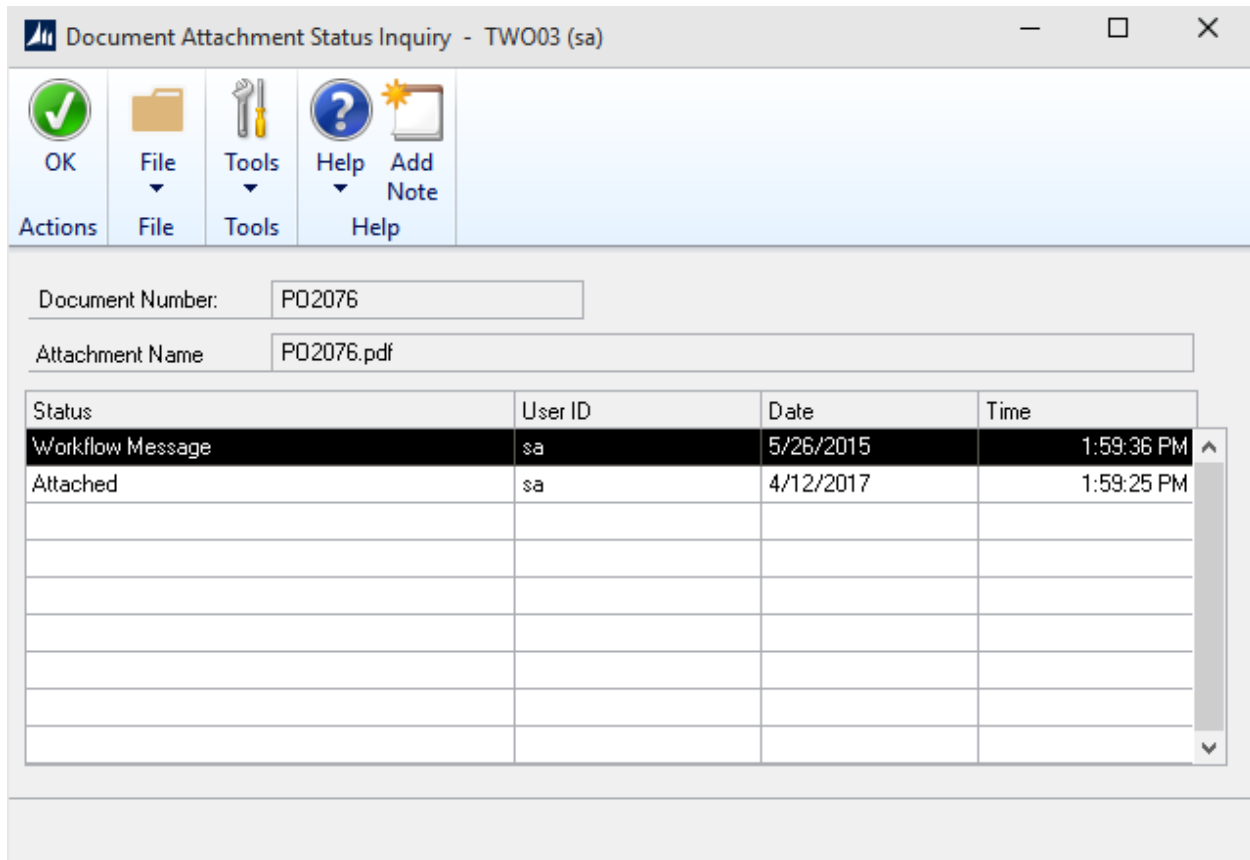 Document Attachment Status Inquiry - TWO03 (sa)
OK File Tools Help Add Note
Actions File Tools Help
Document Number: PO2076
Attachment Name PO2076.pdf
Status User ID Date Time
Workflow Message sa 5/26/2015 1:59:36 PM
Attached sa 4/12/2017 1:59:25 PM